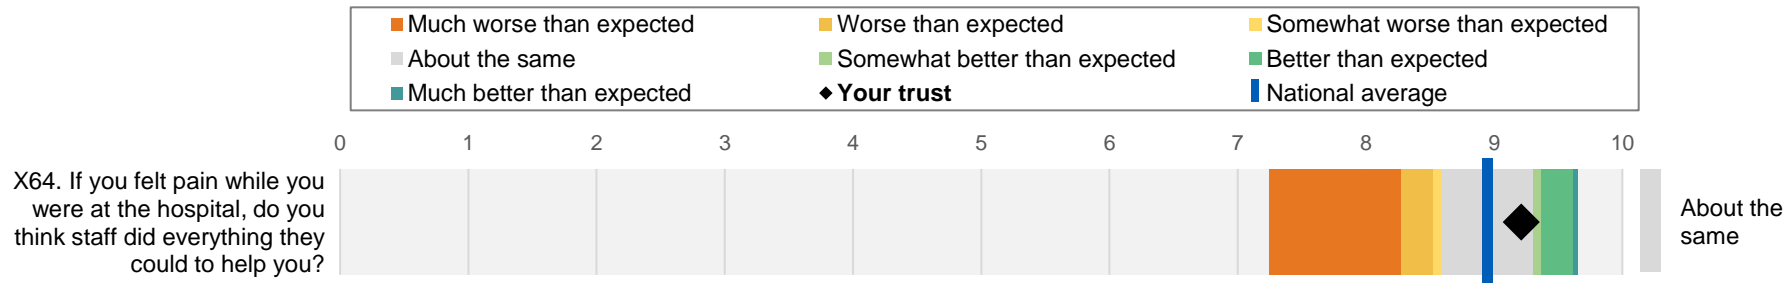 Much worse than expected
Worse than expected
Somewhat worse than expected
About the same
Somewhat better than expected
Better than expected
Much better than expected
Your trust
National average
0 1 2 3 4 5 6 7 8 9 10
X64. If you felt pain while you
were at the hospital, do you
think staff did everything they
could to help you?
About the
same